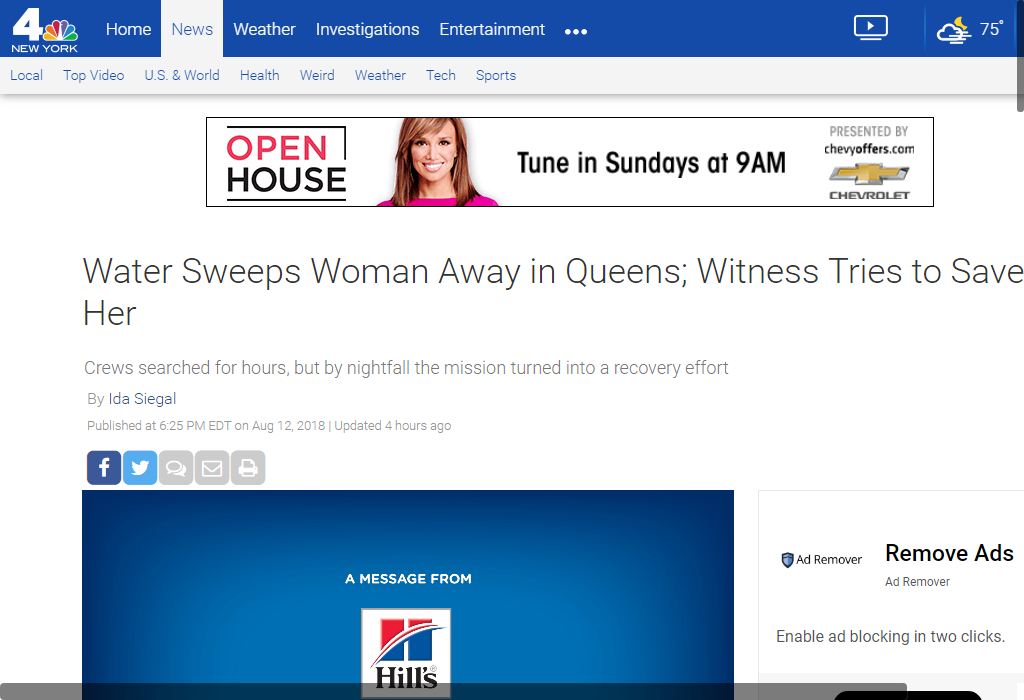 4
NEW YORK
Home
News
Weather
Investigations
Entertainment
75°
Local
Top Video
U.S. & World
Health
Weird
Weather
Tech
Sports
OPEN
HOUSE
Tune in Sundays at 9AM
PRESENTED BY
chevyoffers.com
CHEVROLET
Water Sweeps Woman Away in Queens; Witness Tries to Save
Her
Crews searched for hours, but by nightfall the mission turned into a recovery effort
By Ida Siegal
Published at 6:25 PM EDT on Aug 12, 2018 | Updated 4 hours ago
A MESSAGE FROM
Hill's
Ad Remover
Remove Ads
Ad Remover
Enable ad blocking in two clicks.